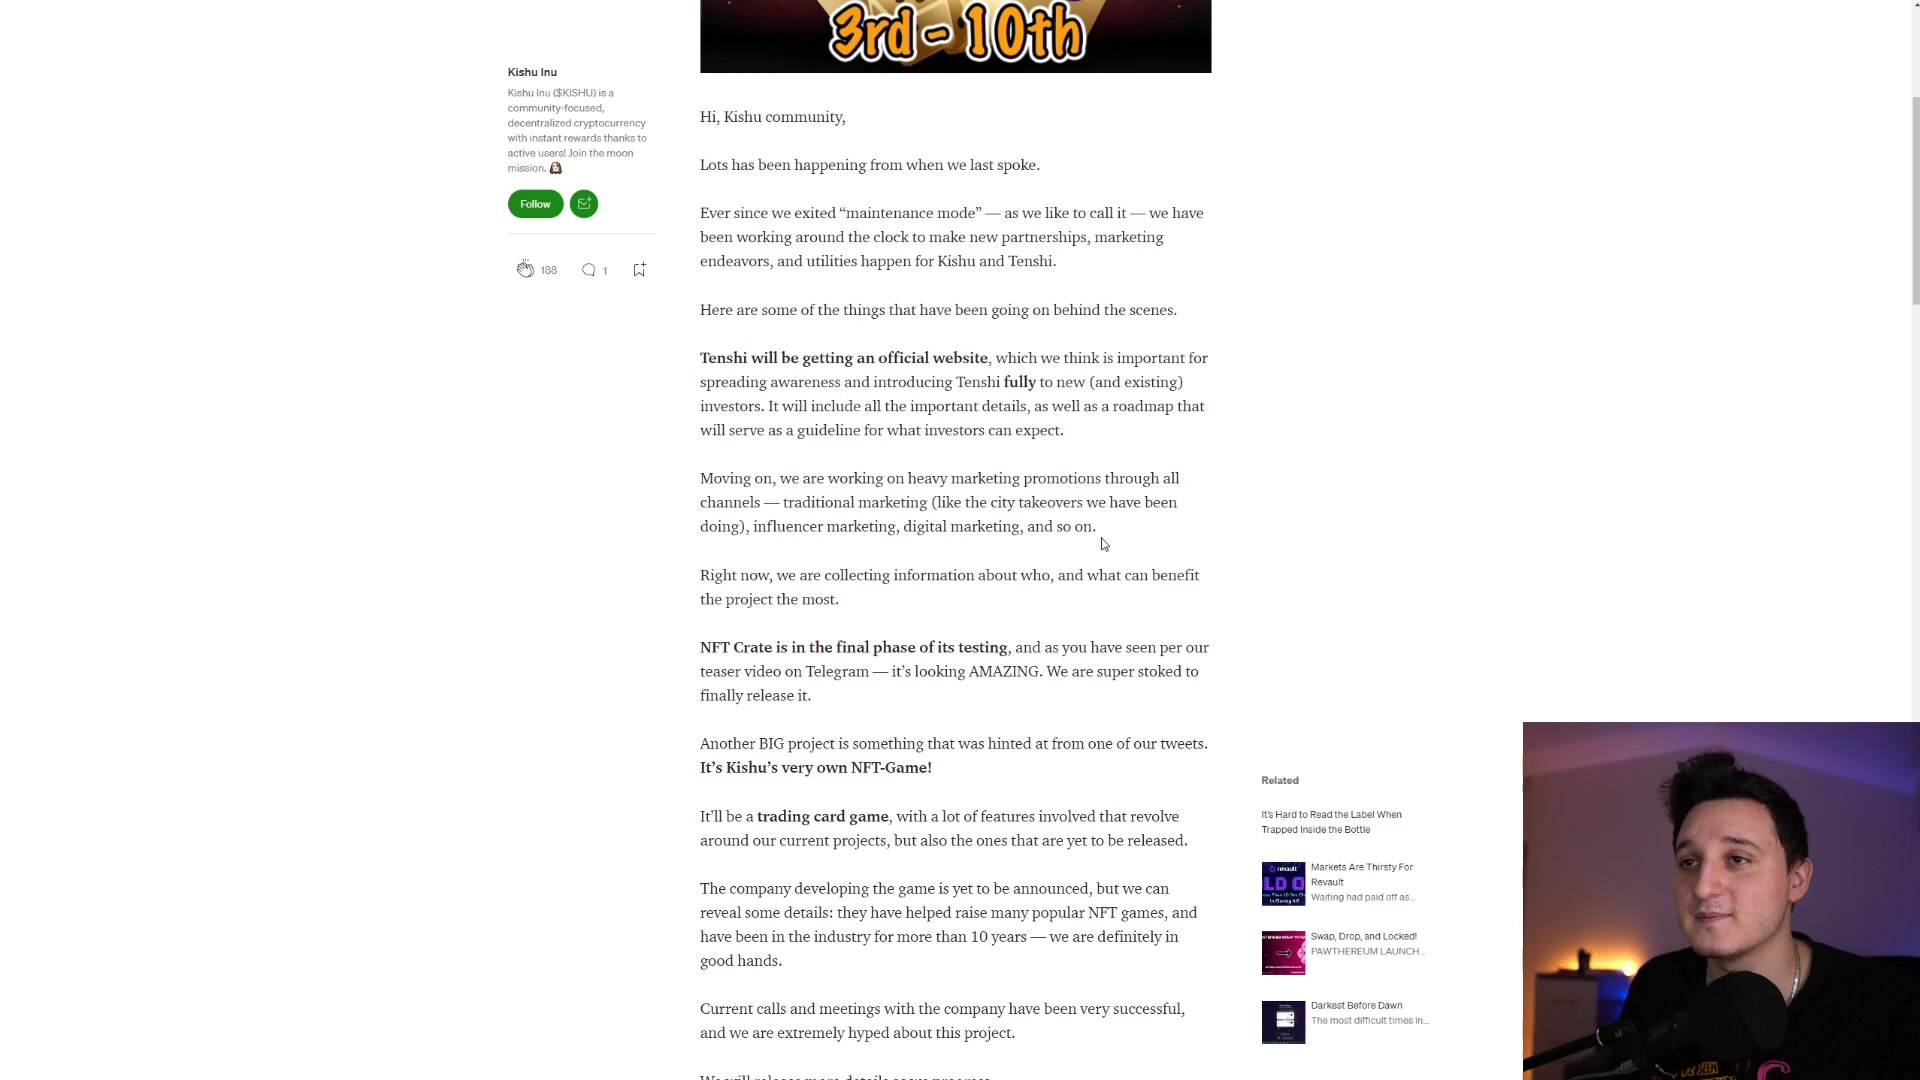 3rd - 10th
Kishu Inu
Kishu Inu ($KISHU) is a
community-focused,
decentralized cryptocurrency
with instant rewards thanks to
active users! Join the moon
mission.
Follow
188
1
Hi, Kishu community,
Lots has been happening from when we last spoke.
Ever since we exited “maintenance mode” — as we like to call it — we have
been working around the clock to make new partnerships, marketing
endeavors, and utilities happen for Kishu and Tenshi.
Here are some of the things that have been going on behind the scenes.
Tenshi will be getting an official website, which we think is important for
spreading awareness and introducing Tenshi fully to new (and existing)
investors. It will include all the important details, as well as a roadmap that
will serve as a guideline for what investors can expect.
Moving on, we are working on heavy marketing promotions through all
channels — traditional marketing (like the city takeovers we have been
doing), influencer marketing, digital marketing, and so on.
Right now, we are collecting information about who, and what can benefit
the project the most.
NFT Crate is in the final phase of its testing, and as you have seen per our
teaser video on Telegram — it’s looking AMAZING. We are super stoked to
finally release it.
Another BIG project is something that was hinted at from one of our tweets.
It’s Kishu’s very own NFT-Game!
It’ll be a trading card game, with a lot of features involved that revolve
around our current projects, but also the ones that are yet to be released.
The company developing the game is yet to be announced, but we can
reveal some details: they have helped raise many popular NFT games, and
have been in the industry for more than 10 years — we are definitely in
good hands.
Current calls and meetings with the company have been very successful,
and we are extremely hyped about this project.
Related
It's Hard to Read the Label When
Trapped Inside the Bottle
revault
LD O
Markets Are Thirsty For
Revault
Waiting had paid off as...
Swap, Drop, and Locked!
PAWTHEREUM LAUNCH...
Darkest Before Dawn
The most difficult times in...